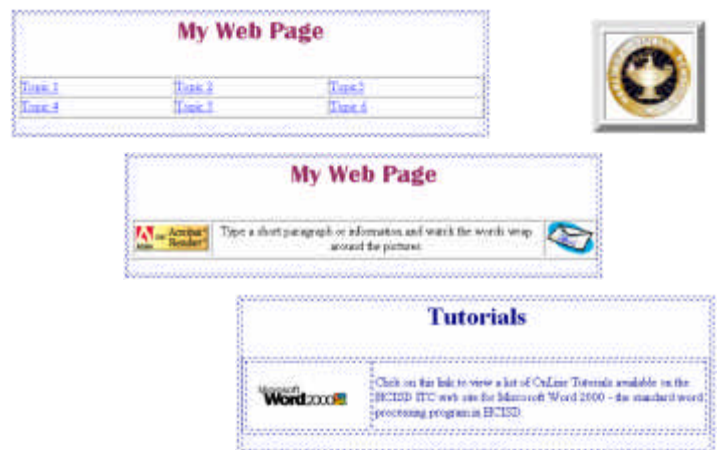 My Web Page
Topic 1 Topic 2 Topic 3
Topic 4 Topic 5 Topic 6
My Web Page
Acrobat Reader Type a short paragraph or information and watch the words wrap
around the pictures
Tutorials
Microsoft
Word2000
Click on this link to view a list of OnLine Tutorials available on the
HCISD ITC web site for Microsoft Word 2000 - the standard word
processing program in HCISD.